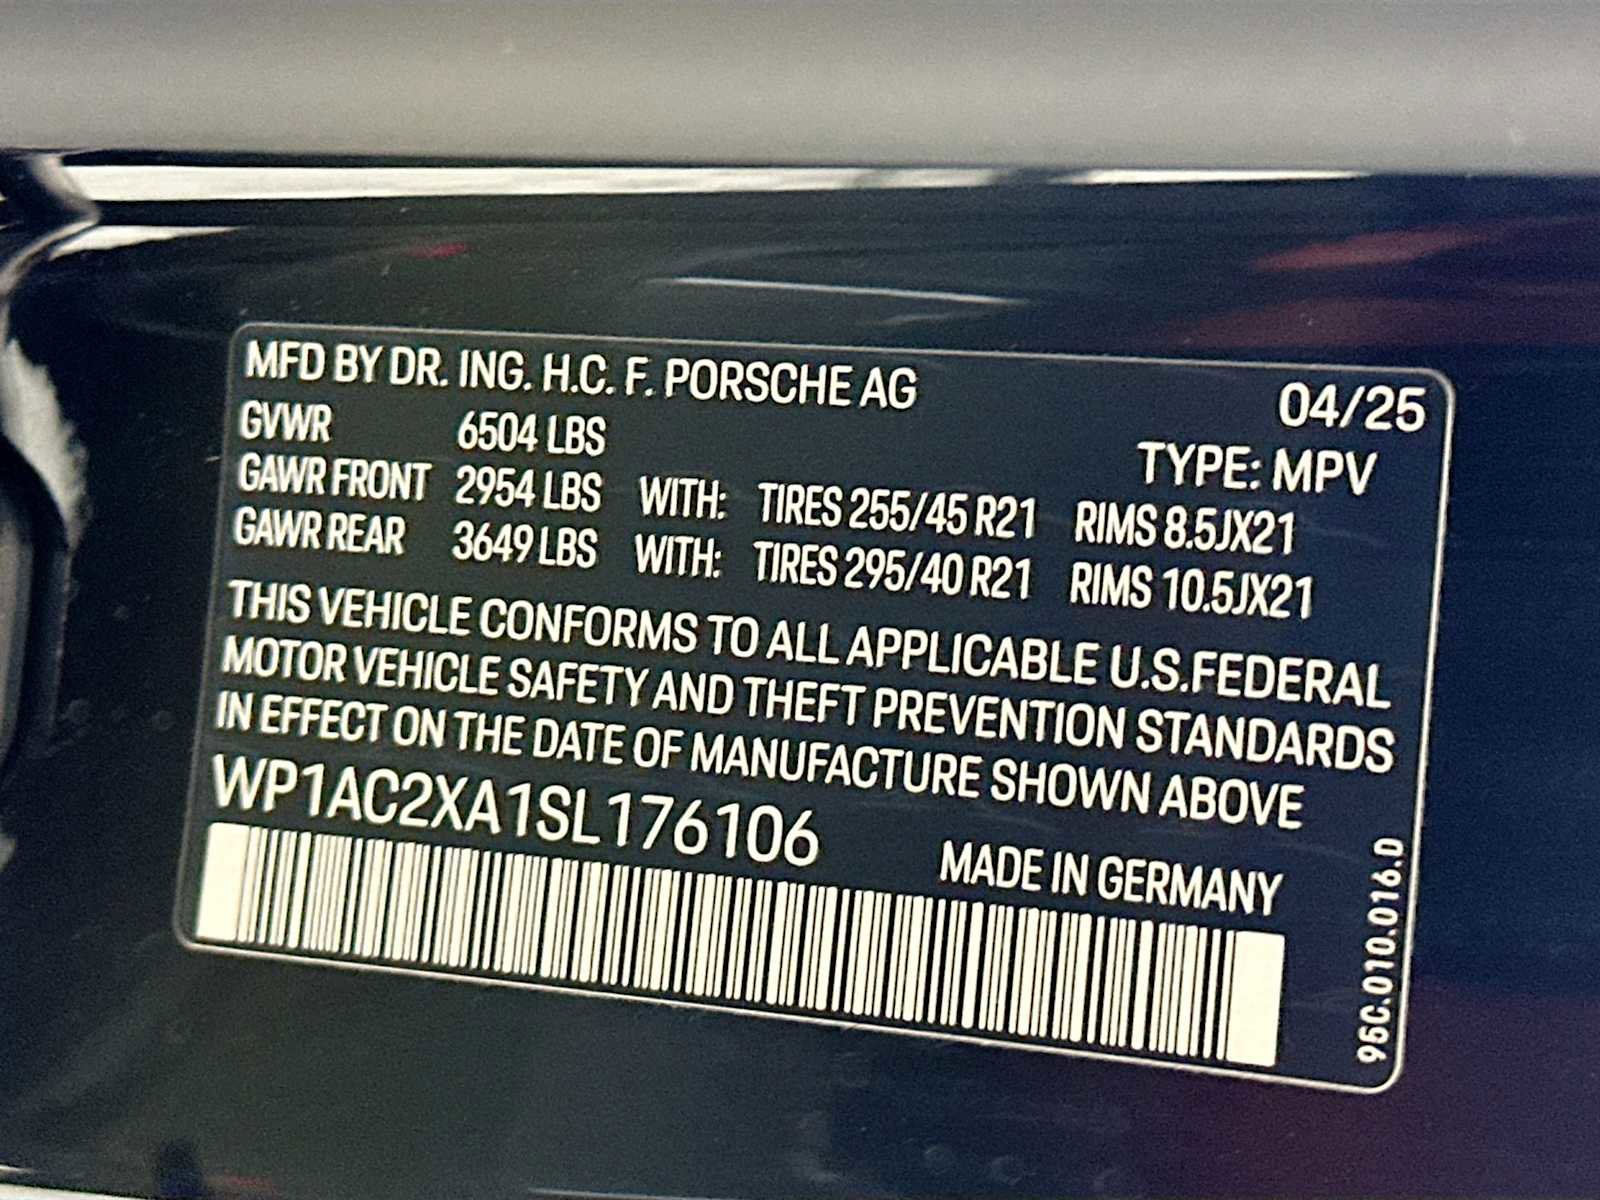 MFD BY DR. ING. H.C. F. PORSCHE AG 04/25
GVWR 6504 LBS TYPE: MPV
GAWR FRONT 2954 LBS WITH: TIRES 255/45 R21 RIMS 8.5JX21
GAWR REAR 3649 LBS WITH: TIRES 295/40 R21 RIMS 10.5JX21
THIS VEHICLE CONFORMS TO ALL APPLICABLE U.S.FEDERAL
MOTOR VEHICLE SAFETY AND THEFT PREVENTION STANDARDS
IN EFFECT ON THE DATE OF MANUFACTURE SHOWN ABOVE
WP1AC2XA1SL176106
MADE IN GERMANY
95C.010.016.D